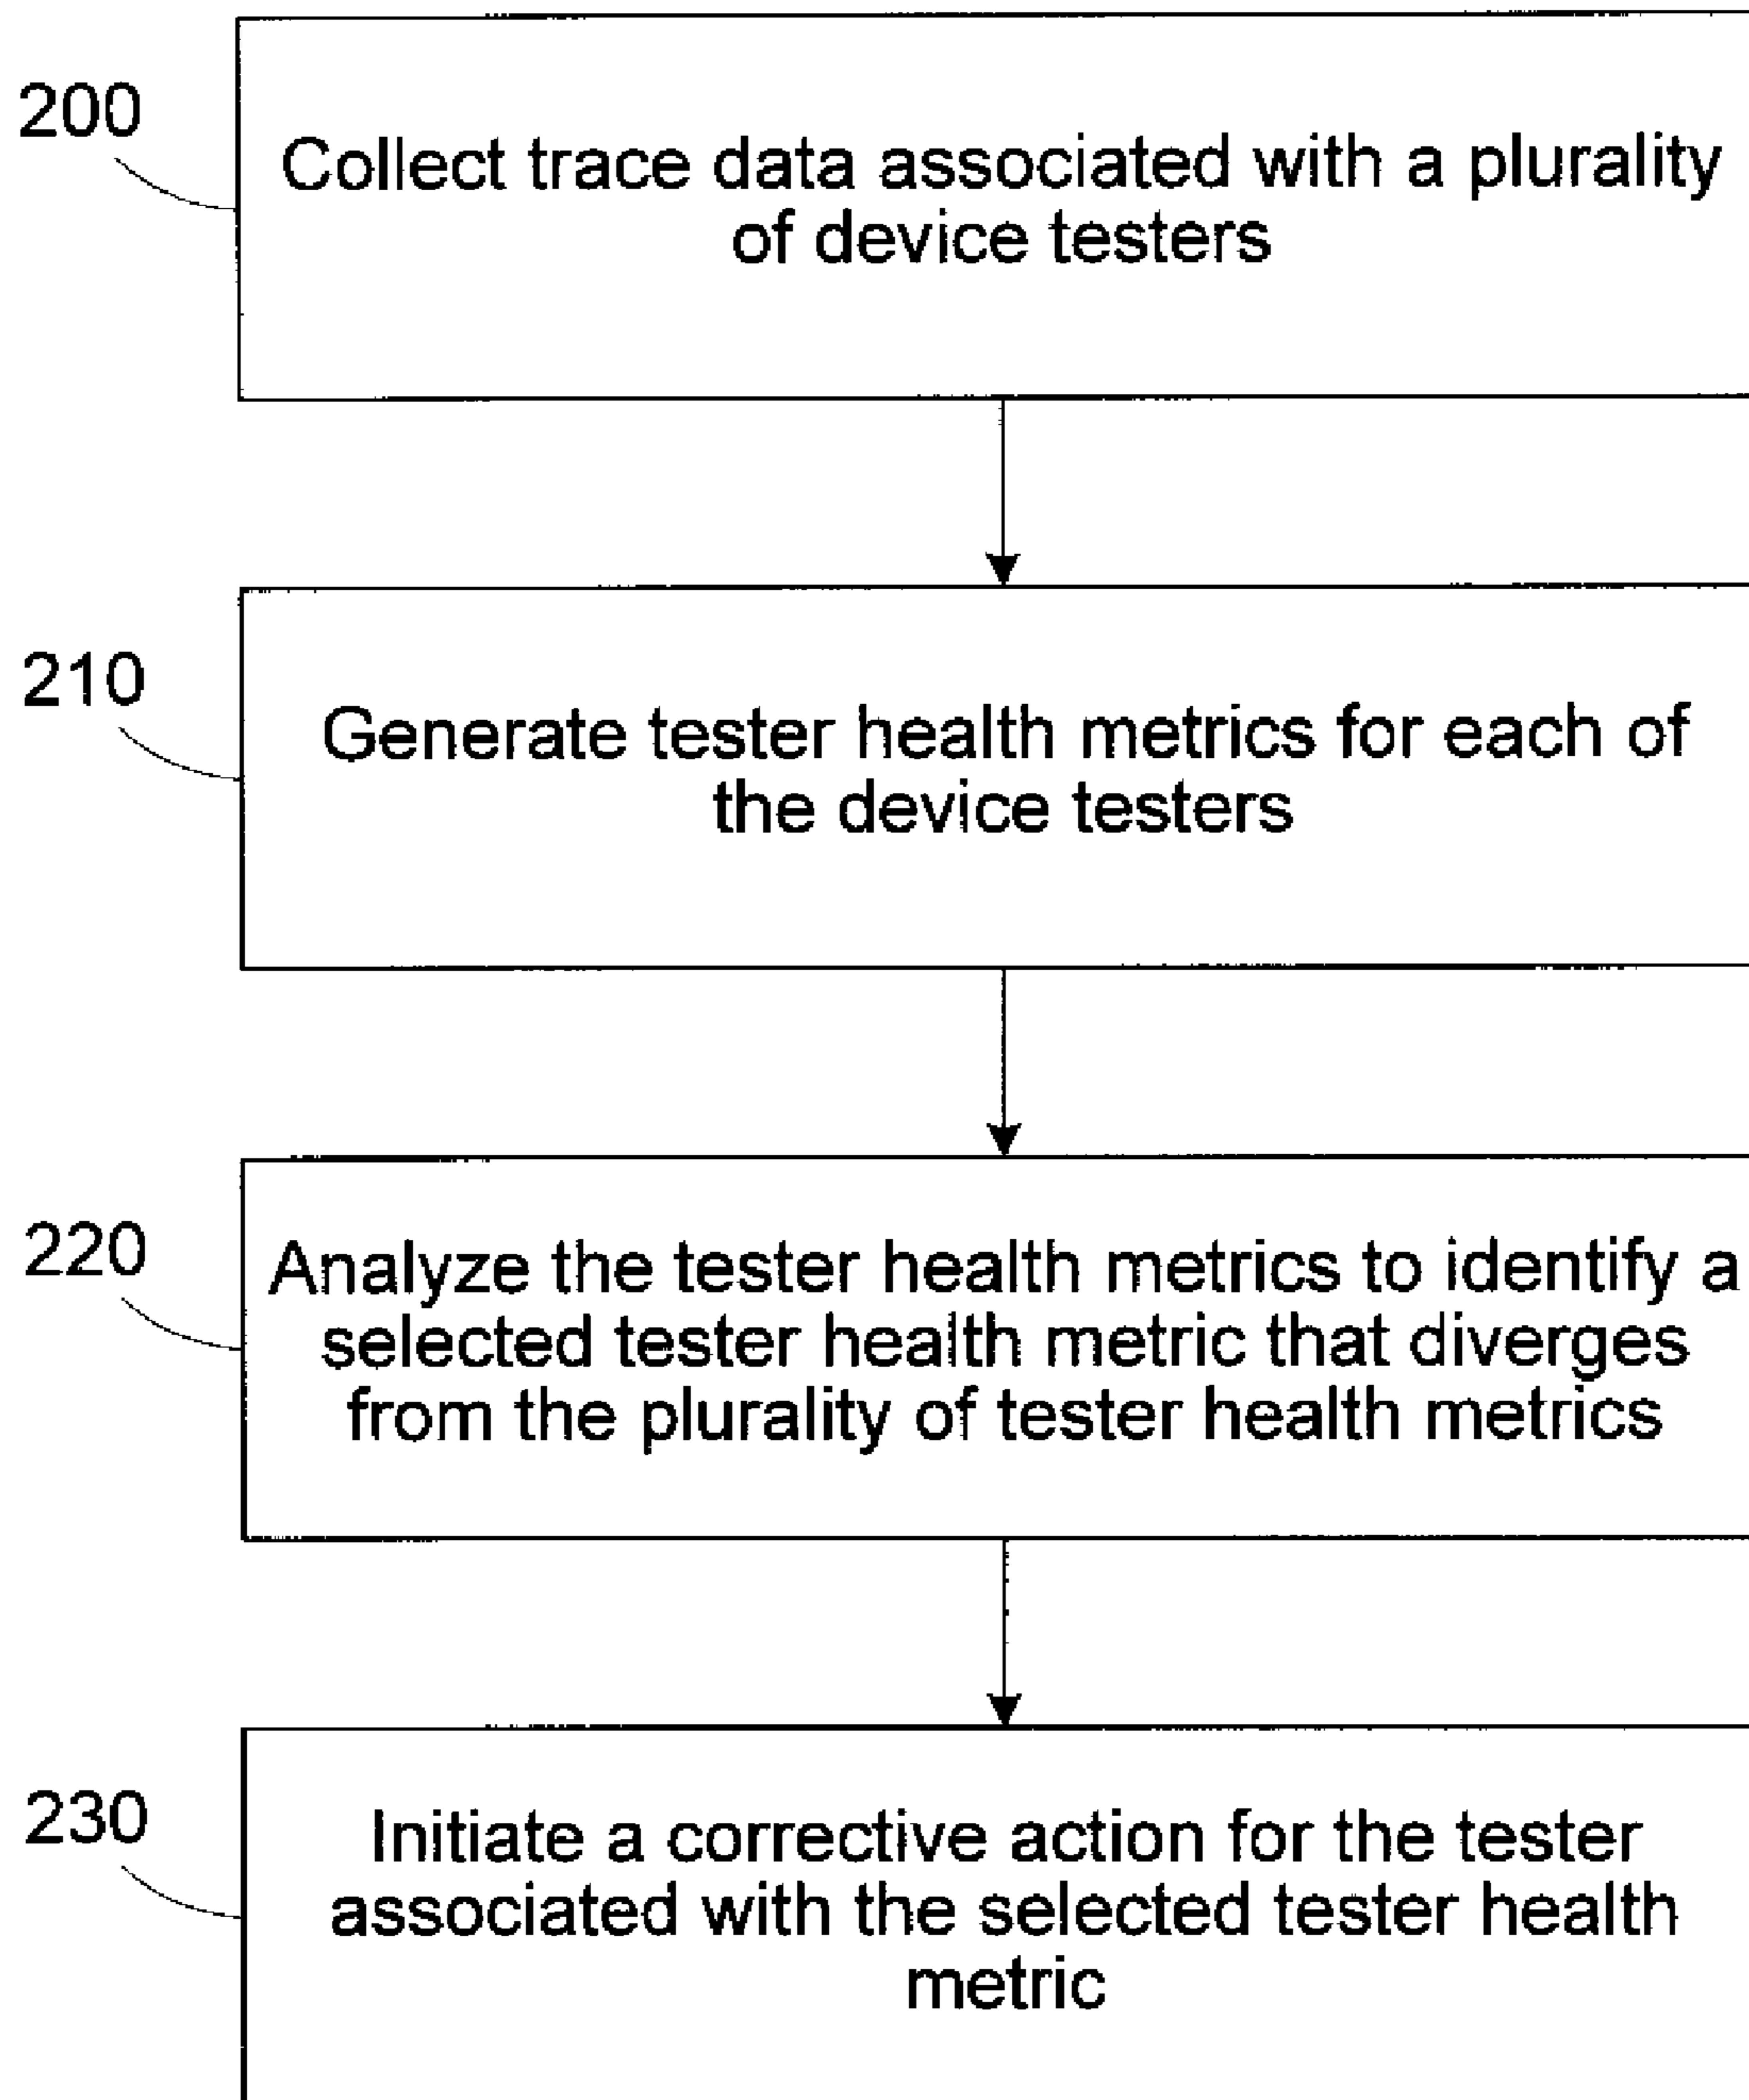 200
Collect trace data associated with a plurality
of device testers
210
Generate tester health metrics for each of
the device testers
220
Analyze the tester health metrics to identify a
selected tester health metric that diverges
from the plurality of tester health metrics
230
Initiate a corrective action for the tester
associated with the selected tester health
metric